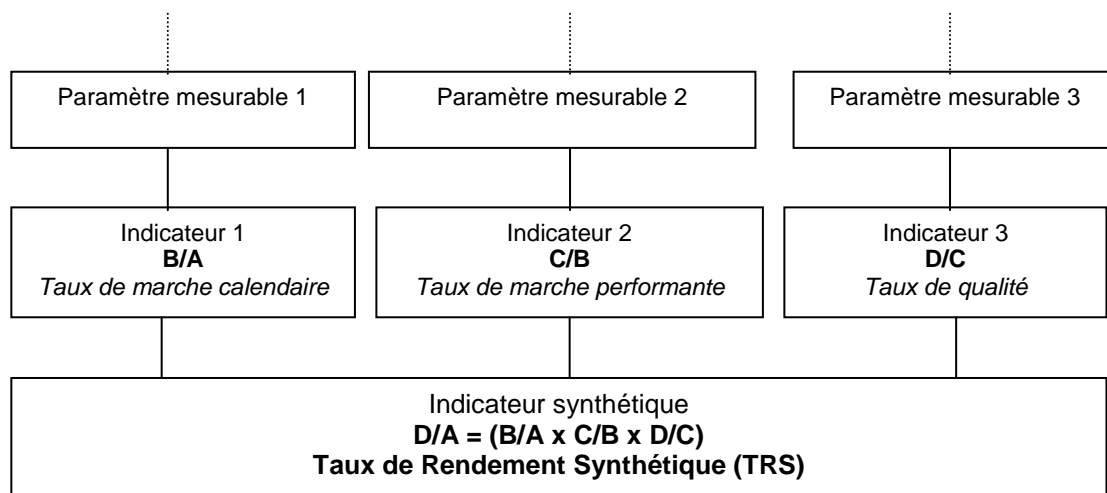 Paramètre mesurable 1
Paramètre mesurable 2
Paramètre mesurable 3
Indicateur 1
B/A
Taux de marche calendaire
Indicateur 2
C/B
Taux de marche performante
Indicateur 3
D/C
Taux de qualité
Indicateur synthétique
D/A = (B/A x C/B x D/C)
Taux de Rendement Synthétique (TRS)